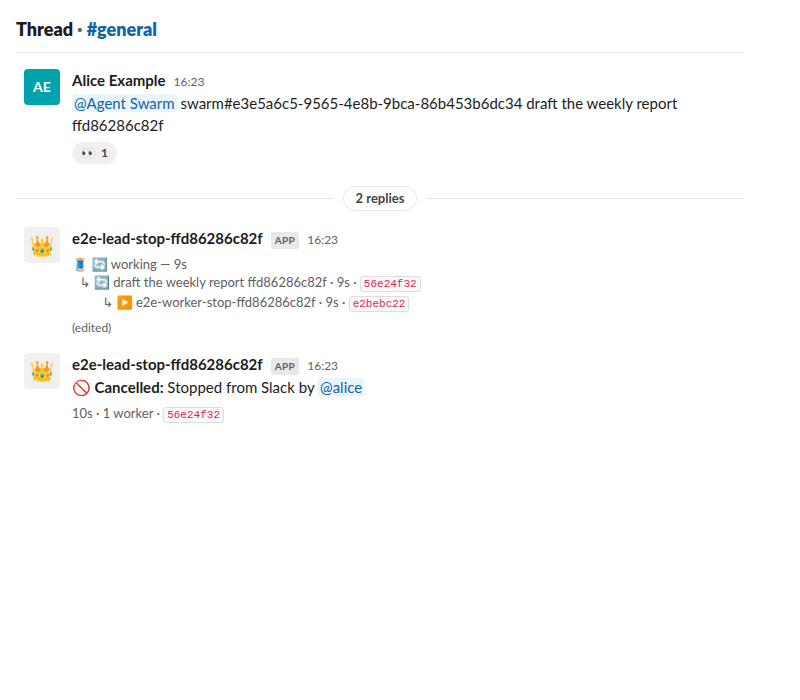 Thread • #general
AE
Alice Example 16:23
@Agent Swarm swarm#e3e5a6c5-9565-4e8b-9bca-86b453b6dc34 draft the weekly report
ffd86286c82f
👀 1
2 replies
e2e-lead-stop-ffd86286c82f APP 16:23
🧵 🔄 working — 9s
↳ 🔄 draft the weekly report ffd86286c82f · 9s · 56e24f32
↳ ▶️ e2e-worker-stop-ffd86286c82f · 9s · e2bebc22
(edited)
e2e-lead-stop-ffd86286c82f APP 16:23
🚫 Cancelled: Stopped from Slack by @alice
10s · 1 worker · 56e24f32